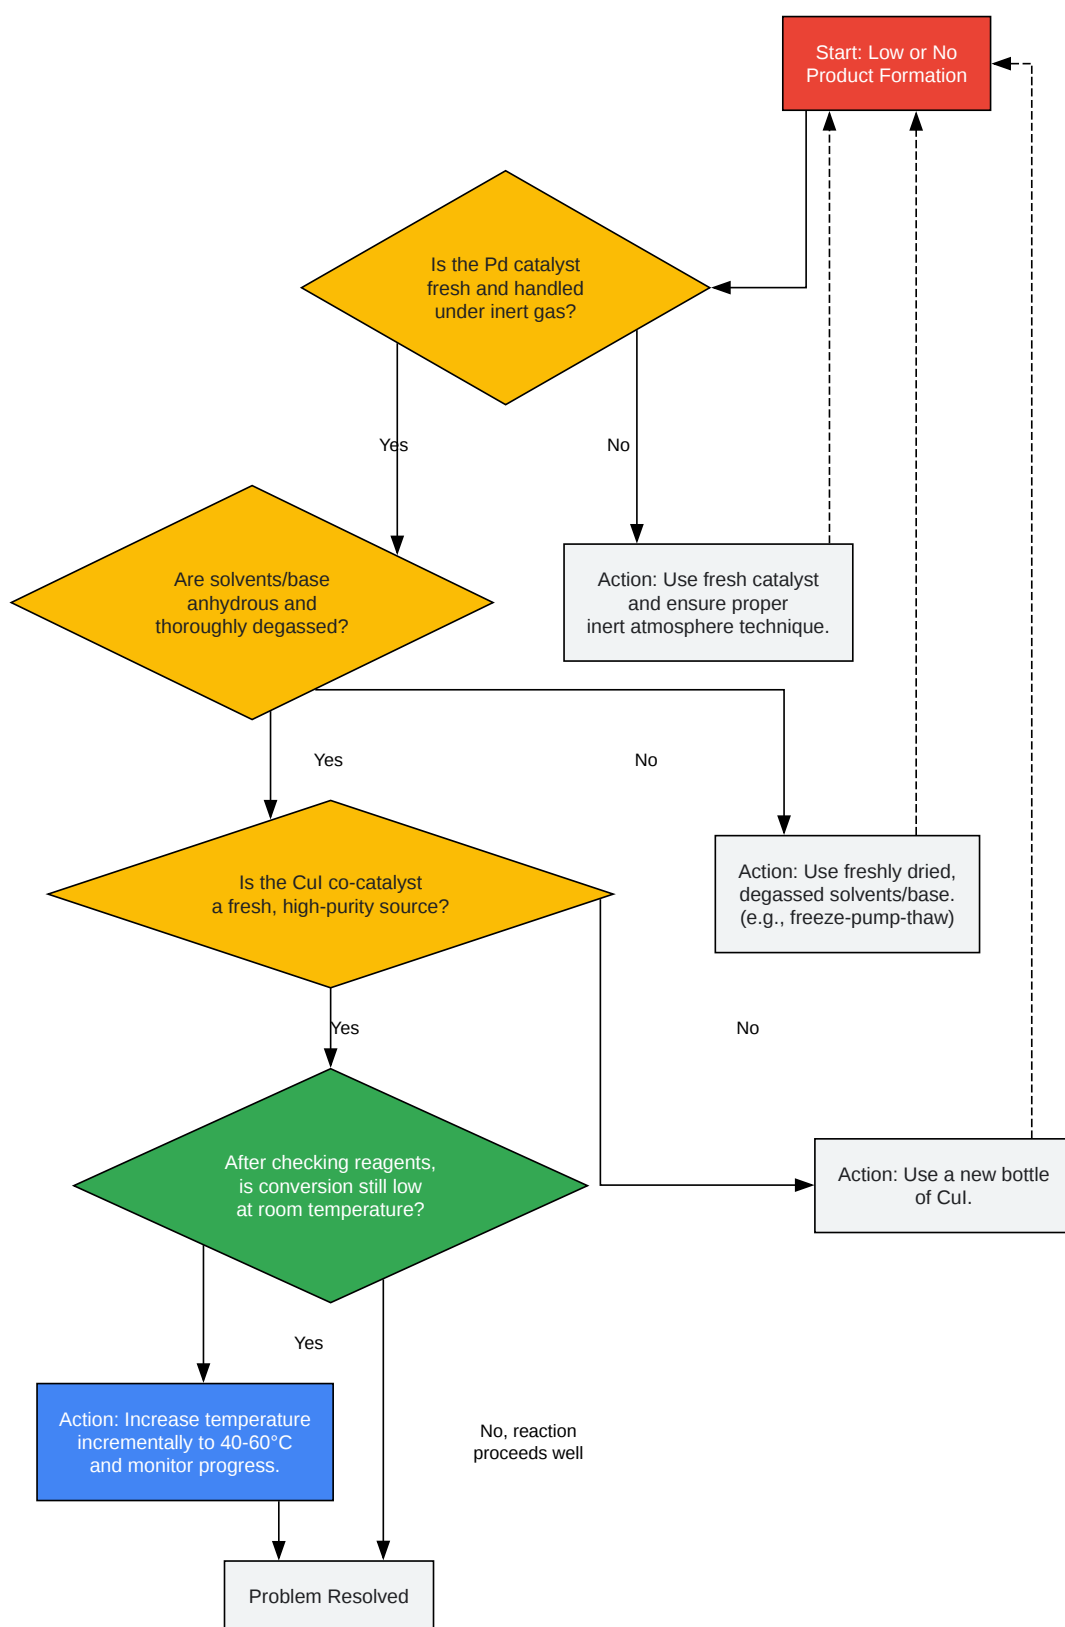 Start: Low or No
Product Formation
Is the Pd catalyst
fresh and handled
under inert gas?
Yes
No
Are solvents/base
anhydrous and
thoroughly degassed?
Action: Use fresh catalyst
and ensure proper
inert atmosphere technique.
Yes
No
Is the CuI co-catalyst
a fresh, high-purity source?
Action: Use freshly dried,
degassed solvents/base.
(e.g., freeze-pump-thaw)
Yes
No
After checking reagents,
is conversion still low
at room temperature?
Action: Use a new bottle
of CuI.
Yes
Action: Increase temperature
incrementally to 40-60°C
and monitor progress.
No, reaction
proceeds well
Problem Resolved